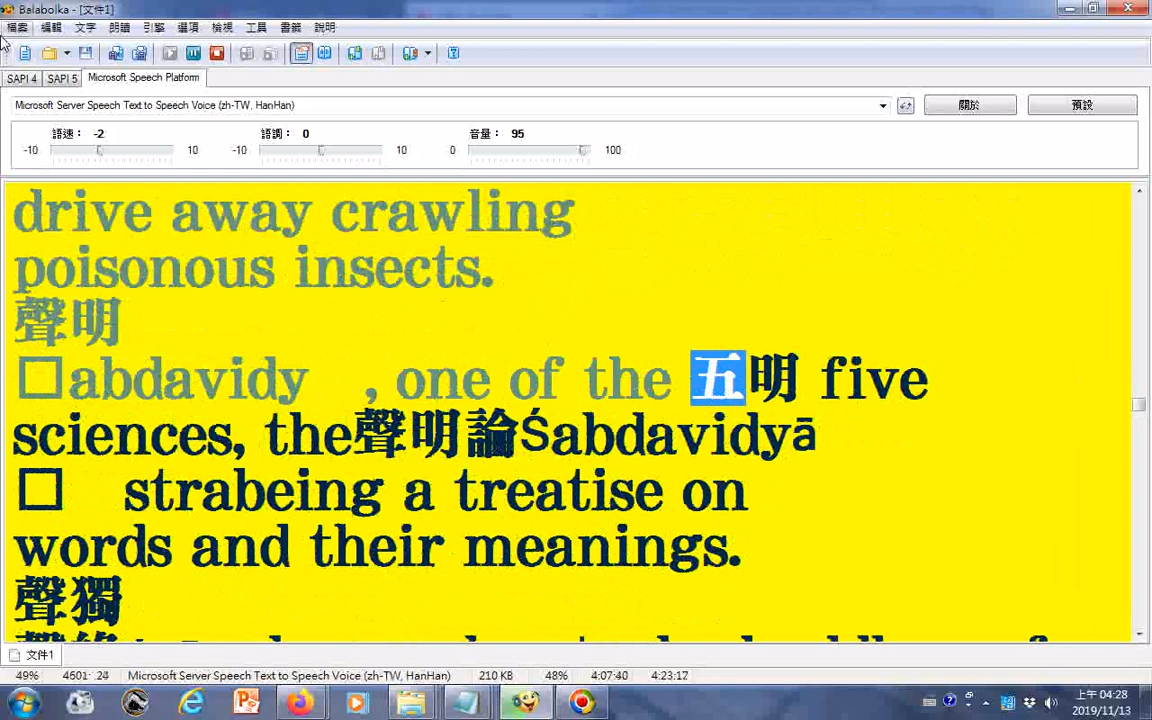 Balabolka - [文件1]
檔案 編輯 文字 朗讀 引擎 選項 檢視 工具 書籤 說明
SAPI 4 SAPI 5 Microsoft Speech Platform
Microsoft Server Speech Text to Speech Voice (zh-TW, HanHan) 關於 預設
語速： -2 語調： 0 音量： 95
-10 10 -10 10 0 100
drive away crawling
poisonous insects.
聲明
□abdavidy , one of the 五明 five
sciences, the聲明論Śabdavidyā
□ strabeing a treatise on
words and their meanings.
聲獨
文件1
49% 4601: 24 Microsoft Server Speech Text to Speech Voice (zh-TW, HanHan) 210 KB 48% 4:07:40 4:23:17
上午 04:28
2019/11/13